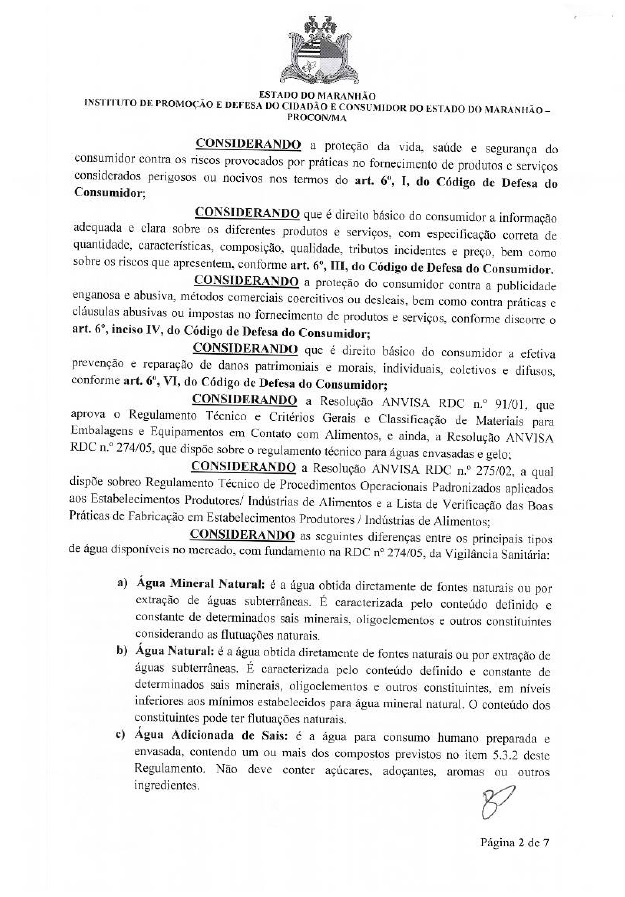 ESTADO DO MARANHÃO
INSTITUTO DE PROMOÇÃO E DEFESA DO CIDADÃO E CONSUMIDOR DO ESTADO DO MARANHÃO –
PROCON/MA
CONSIDERANDO a proteção da vida, saúde e segurança do
consumidor contra os riscos provocados por práticas no fornecimento de produtos e serviços
considerados perigosos ou nocivos nos termos do art. 6º, I, do Código de Defesa do
Consumidor;
CONSIDERANDO que é direito básico do consumidor a informação
adequada e clara sobre os diferentes produtos e serviços, com especificação correta de
quantidade, características, composição, qualidade, tributos incidentes e preço, bem como
sobre os riscos que apresentem, conforme art. 6º, III, do Código de Defesa do Consumidor.
CONSIDERANDO a proteção do consumidor contra a publicidade
enganosa e abusiva, métodos comerciais coercitivos ou desleais, bem como contra práticas e
cláusulas abusivas ou impostas no fornecimento de produtos e serviços, conforme discorre o
art. 6º, inciso IV, do Código de Defesa do Consumidor;
CONSIDERANDO que é direito básico do consumidor a efetiva
prevenção e reparação de danos patrimoniais e morais, individuais, coletivos e difusos,
conforme art. 6º, VI, do Código de Defesa do Consumidor;
CONSIDERANDO a Resolução ANVISA RDC n.º 91/01, que
aprova o Regulamento Técnico e Critérios Gerais e Classificação de Materiais para
Embalagens e Equipamentos em Contato com Alimentos, e ainda, a Resolução ANVISA
RDC n.º 274/05, que dispõe sobre o regulamento técnico para águas envasadas e gelo;
CONSIDERANDO a Resolução ANVISA RDC n.º 275/02, a qual
dispõe sobreo Regulamento Técnico de Procedimentos Operacionais Padronizados aplicados
aos Estabelecimentos Produtores/ Indústrias de Alimentos e a Lista de Verificação das Boas
Práticas de Fabricação em Estabelecimentos Produtores / Indústrias de Alimentos;
CONSIDERANDO as seguintes diferenças entre os principais tipos
de água disponíveis no mercado, com fundamento na RDC nº 274/05, da Vigilância Sanitária:
a) Água Mineral Natural: é a água obtida diretamente de fontes naturais ou por
extração de águas subterrâneas. É caracterizada pelo conteúdo definido e
constante de determinados sais minerais, oligoelementos e outros constituintes
considerando as flutuações naturais.
b) Água Natural: é a água obtida diretamente de fontes naturais ou por extração de
águas subterrâneas. É caracterizada pelo conteúdo definido e constante de
determinados sais minerais, oligoelementos e outros constituintes, em níveis
inferiores aos mínimos estabelecidos para água mineral natural. O conteúdo dos
constituintes pode ter flutuações naturais.
c) Água Adicionada de Sais: é a água para consumo humano preparada e
envasada, contendo um ou mais dos compostos previstos no item 5.3.2 deste
Regulamento. Não deve conter açúcares, adoçantes, aromas ou outros
ingredientes.
Página 2 de 7